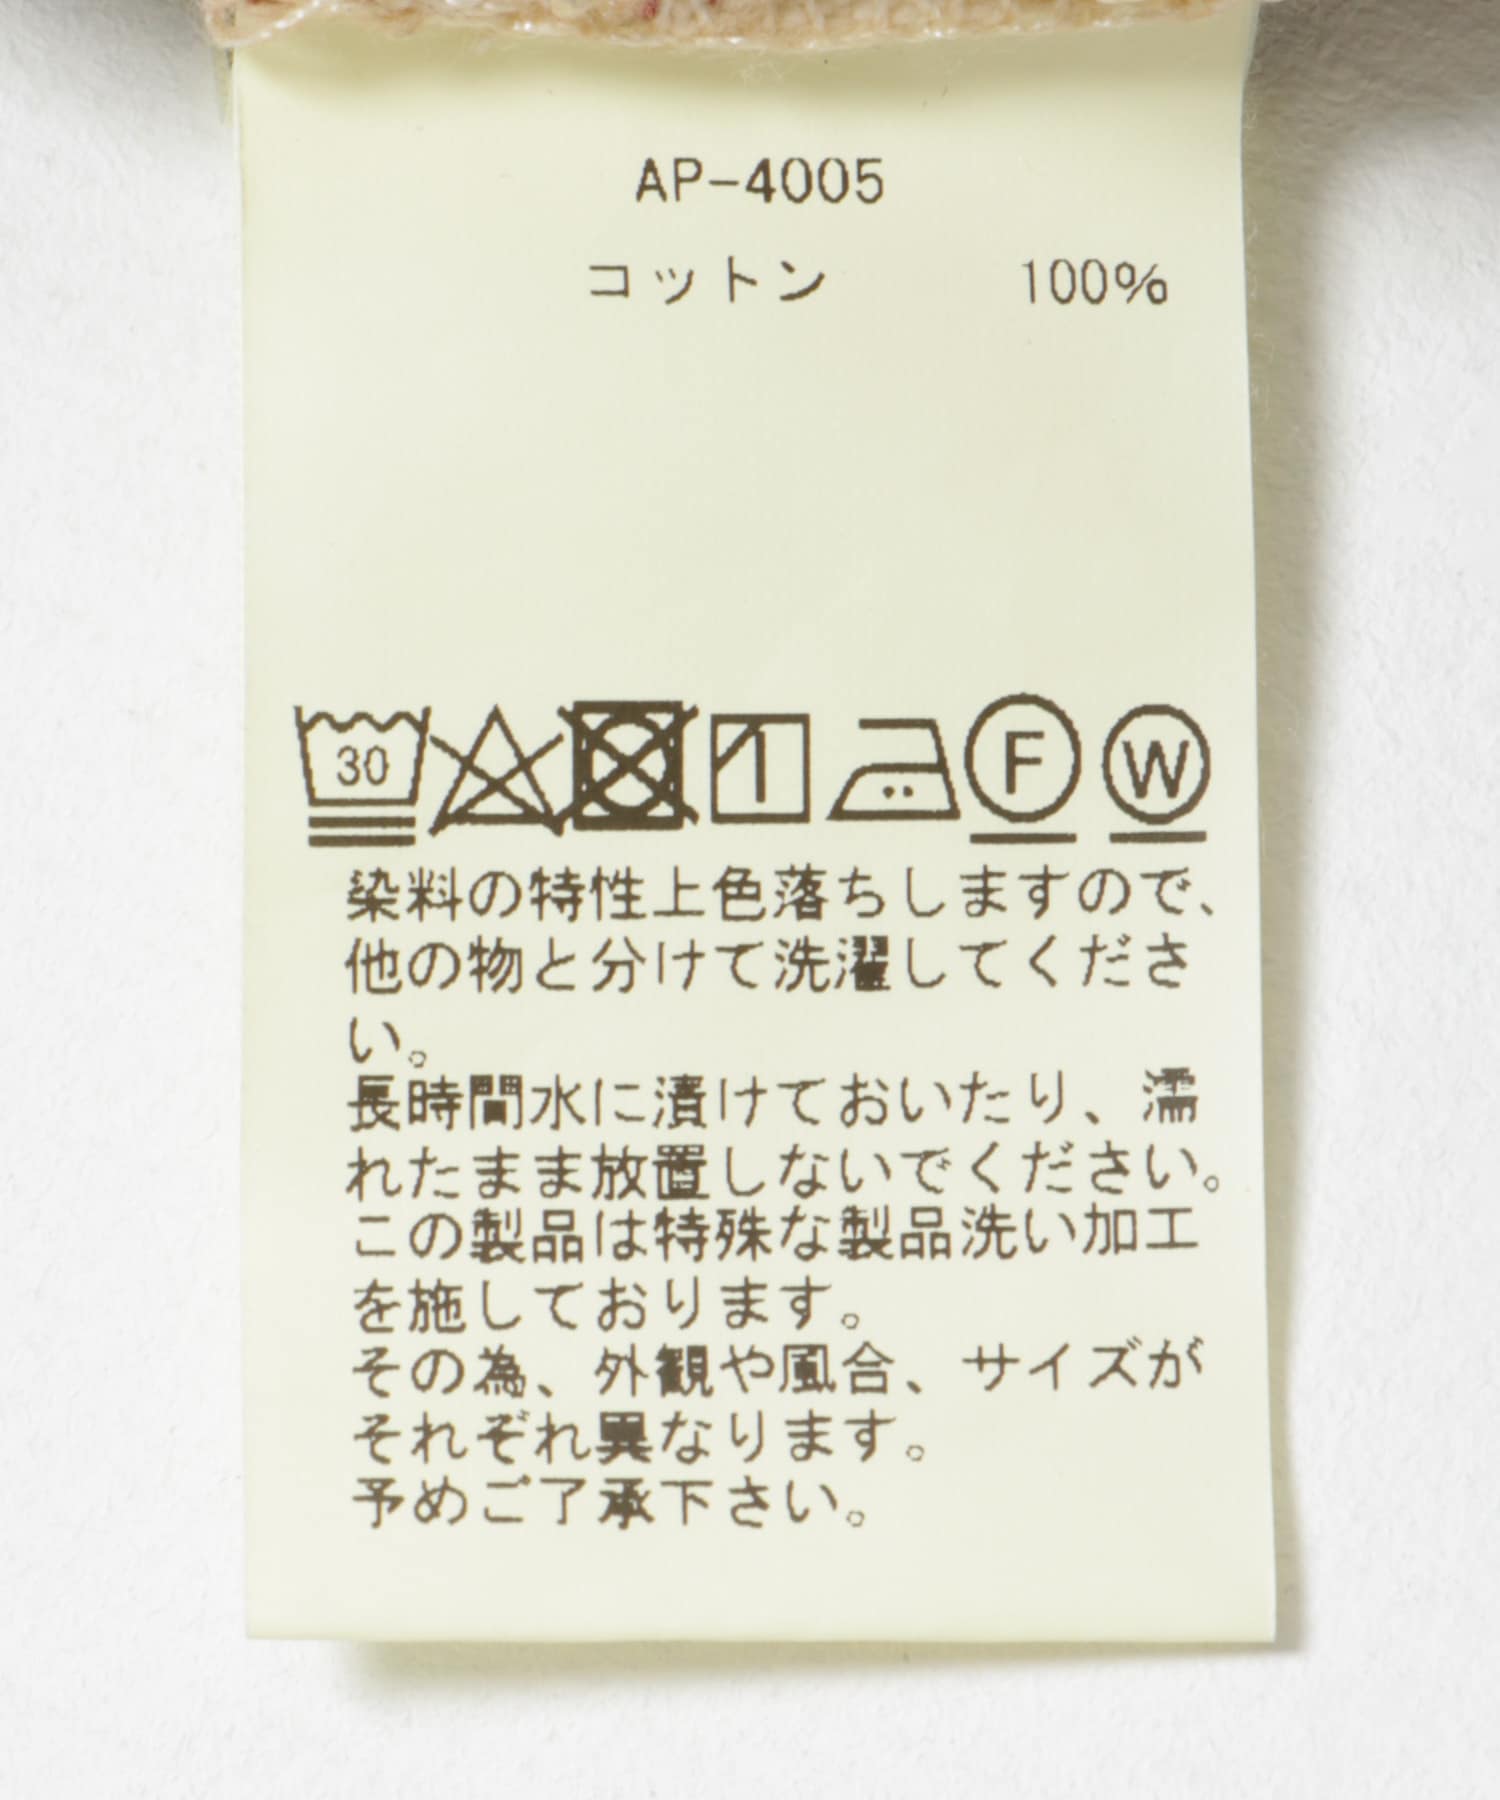 AP-4005
コットン 100%
30 F W
染料の特性上色落ちしますので、
他の物と分けて洗濯してくださ
い。
長時間水に漬けておいたり、濡
れたまま放置しないでください。
この製品は特殊な製品洗い加工
を施しております。
その為、外観や風合、サイズが
それぞれ異なります。
予めご了承下さい。